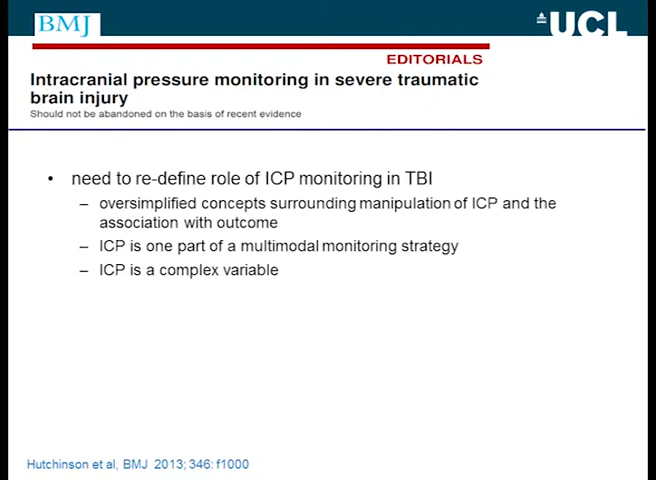 BMJ
UCL
EDITORIALS
Intracranial pressure monitoring in severe traumatic
brain injury
Should not be abandoned on the basis of recent evidence
• need to re-define role of ICP monitoring in TBI
– oversimplified concepts surrounding manipulation of ICP and the
association with outcome
– ICP is one part of a multimodal monitoring strategy
– ICP is a complex variable
Hutchinson et al, BMJ 2013; 346: f1000